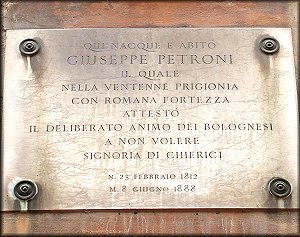 QUI NACQUE E ABITÒ
GIUSEPPE PETRONI
IL QUALE
NELLA VENTENNE PRIGIONIA
CON ROMANA FORTEZZA
ATTESTÒ
IL DELIBERATO ANIMO DEI BOLOGNESI
A NON VOLERE
SIGNORIA DI CHIERICI
N. 25 FEBBRAIO 1812
M. 8 GIUGNO 1888